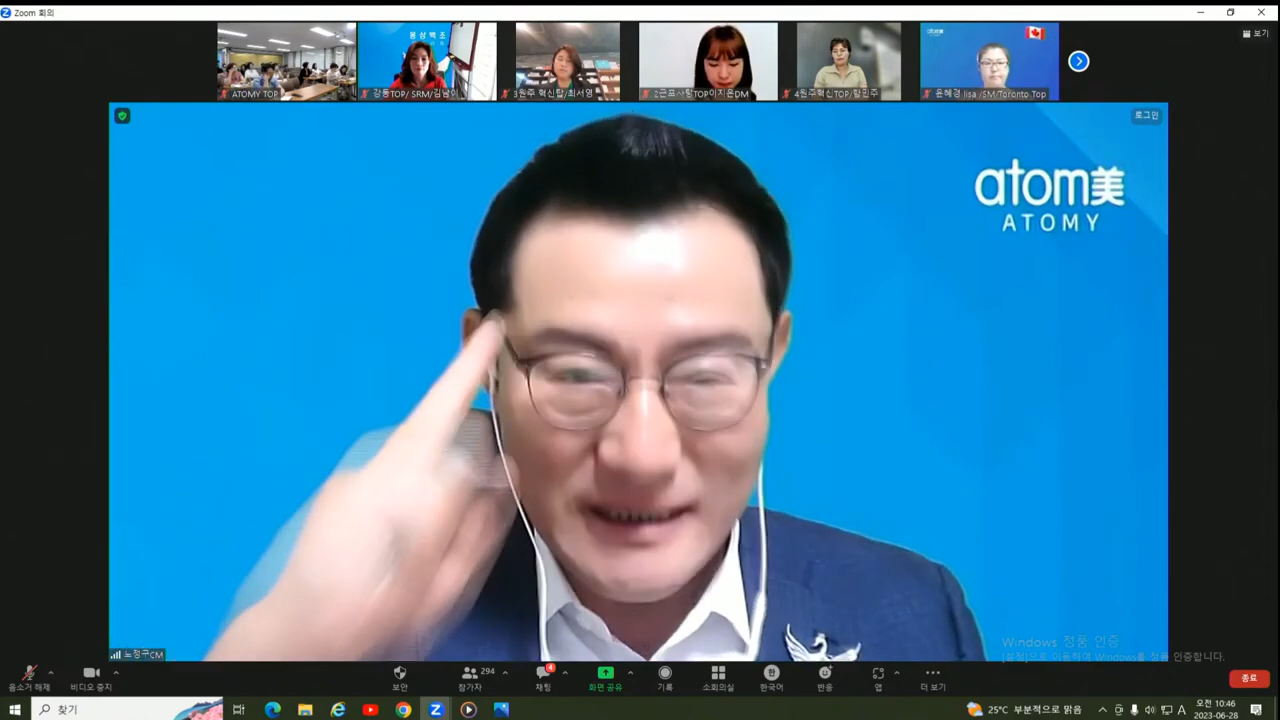 Zoom 회의
보기
봉상백조
ATOMY TOP
강동TOP/ SRM/김남이
3원주 혁신탑/최서영
2군포사랑TOP이지은DM
4원주혁신TOP/황민주
윤혜경 lisa /SM/Toronto Top
로그인
atom美
ATOMY
노정구CM
Windows 정품 인증
[설정]으로 이동하여 Windows를 정품 인증합니다.
294
4
음소거 해제
비디오 중지
보안
참가자
채팅
화면 공유
기록
소회의실
한국어
반응
앱
더 보기
종료
찾기
25°C 부분적으로 맑음
A
오전 10:46
2023-06-28